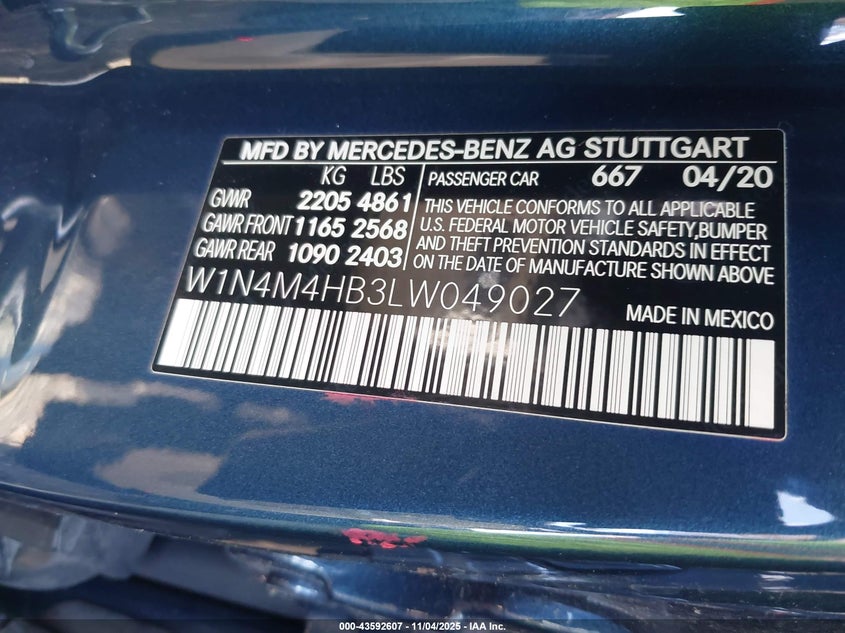 MFD BY MERCEDES-BENZ AG STUTTGART
KG LBS
GVWR 2205 4861
GAWR FRONT 1165 2568
GAWR REAR 1090 2403
PASSENGER CAR 667 04/20
THIS VEHICLE CONFORMS TO ALL APPLICABLE
U.S. FEDERAL MOTOR VEHICLE SAFETY,BUMPER
AND THEFT PREVENTION STANDARDS IN EFFECT
ON THE DATE OF MANUFACTURE SHOWN ABOVE.
W1N4M4HB3LW049027
MADE IN MEXICO
000-43592607 - 11/04/2025 - IAA Inc.